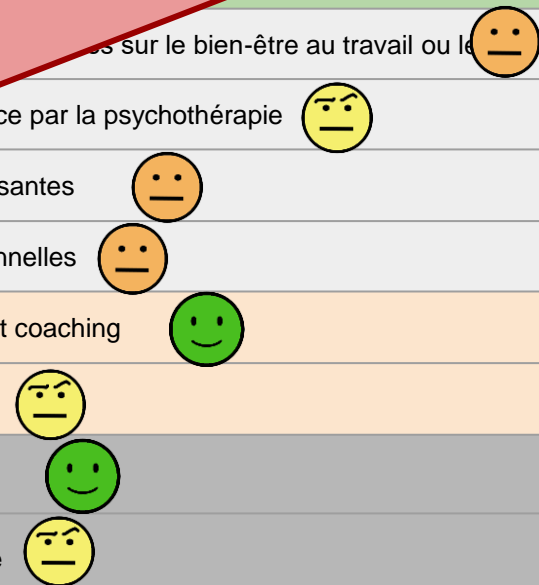 sur le bien-être au travail ou le
ce par la psychothérapie
santes
nnelles
t coaching
e